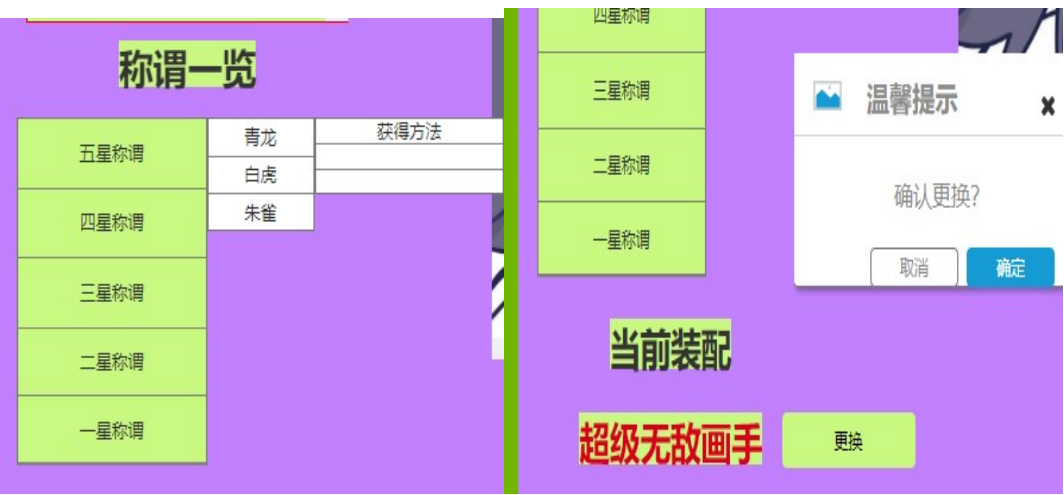 称谓一览
五星称谓
青龙
获得方法
白虎
四星称谓
朱雀
三星称谓
二星称谓
一星称谓
四星称谓
三星称谓
二星称谓
一星称谓
温馨提示
确认更换?
取消
确定
当前装配
超级无敌画手
更换